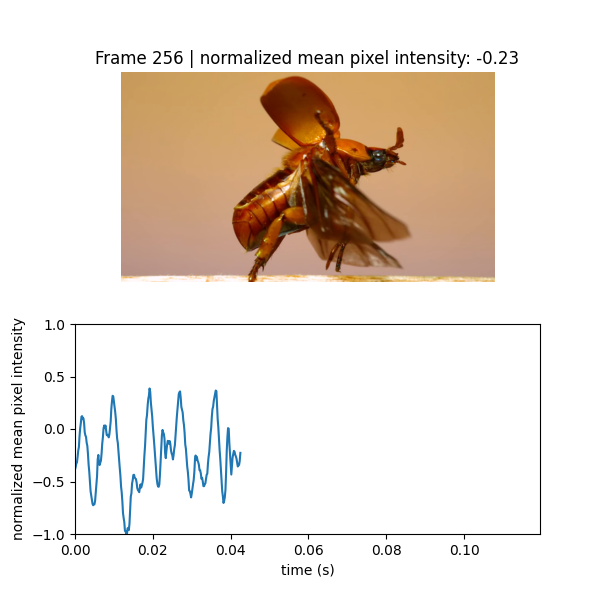 Frame 256 | normalized mean pixel intensity: -0.23
normalized mean pixel intensity
1.0
0.5
0.0
−0.5
−1.0
0.00 0.02 0.04 0.06 0.08 0.10
time (s)